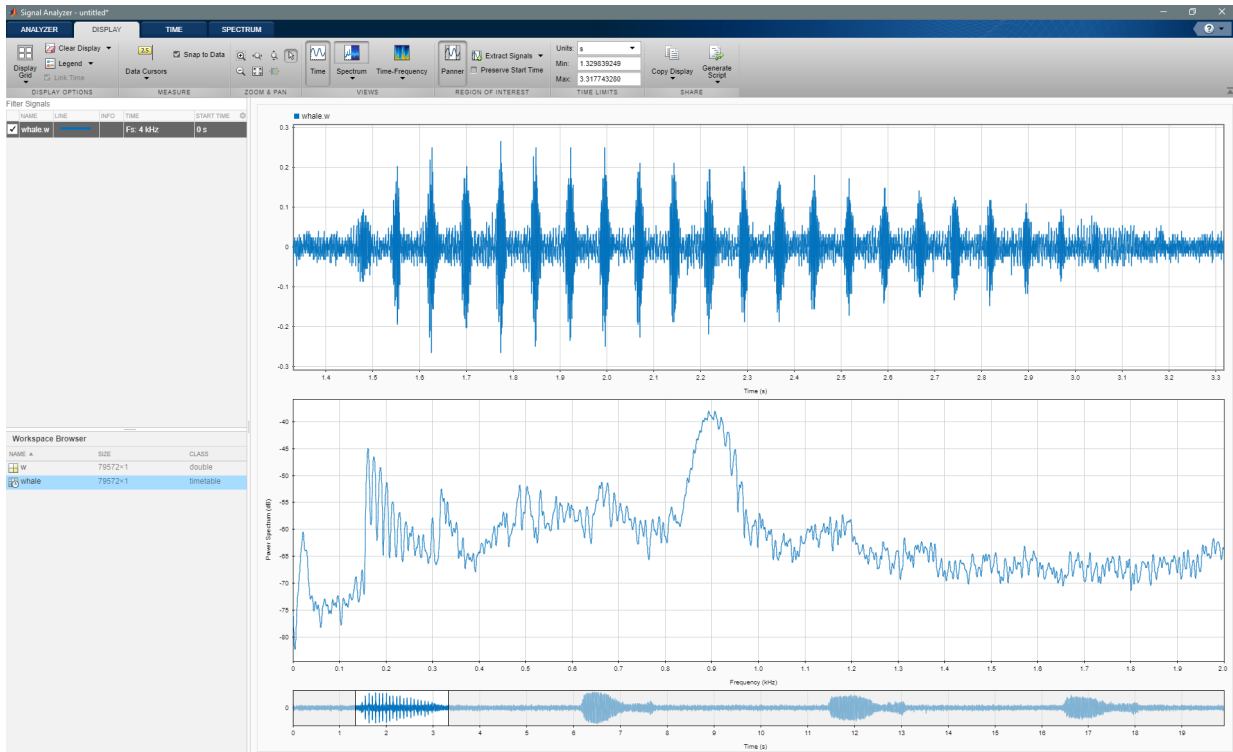 Signal Analyzer - untitled*
ANALYZER DISPLAY TIME SPECTRUM
Display Grid
Clear Display
Legend
Link Time
2.5
Data Cursors
Snap to Data
Time
Spectrum
Time-Frequency
Panner
Extract Signals
Preserve Start Time
Units: s
Min: 1.329839249
Max: 3.317743280
Copy Display
Generate Script
DISPLAY OPTIONS MEASURE ZOOM & PAN VIEWS REGION OF INTEREST TIME LIMITS SHARE
Filter Signals
NAME LINE INFO TIME START TIME
whale.w Fs: 4 kHz 0 s
Workspace Browser
NAME SIZE CLASS
w 79572×1 double
whale 79572×1 timetable
whale.w
0.3
0.2
0.1
0
-0.1
-0.2
-0.3
1.4 1.5 1.6 1.7 1.8 1.9 2.0 2.1 2.2 2.3 2.4 2.5 2.6 2.7 2.8 2.9 3.0 3.1 3.2 3.3
Time (s)
Power Spectrum (dB)
-40
-45
-50
-55
-60
-65
-70
-75
-80
0 0.1 0.2 0.3 0.4 0.5 0.6 0.7 0.8 0.9 1.0 1.1 1.2 1.3 1.4 1.5 1.6 1.7 1.8 1.9 2.0
Frequency (kHz)
0
0 1 2 3 4 5 6 7 8 9 10 11 12 13 14 15 16 17 18 19
Time (s)